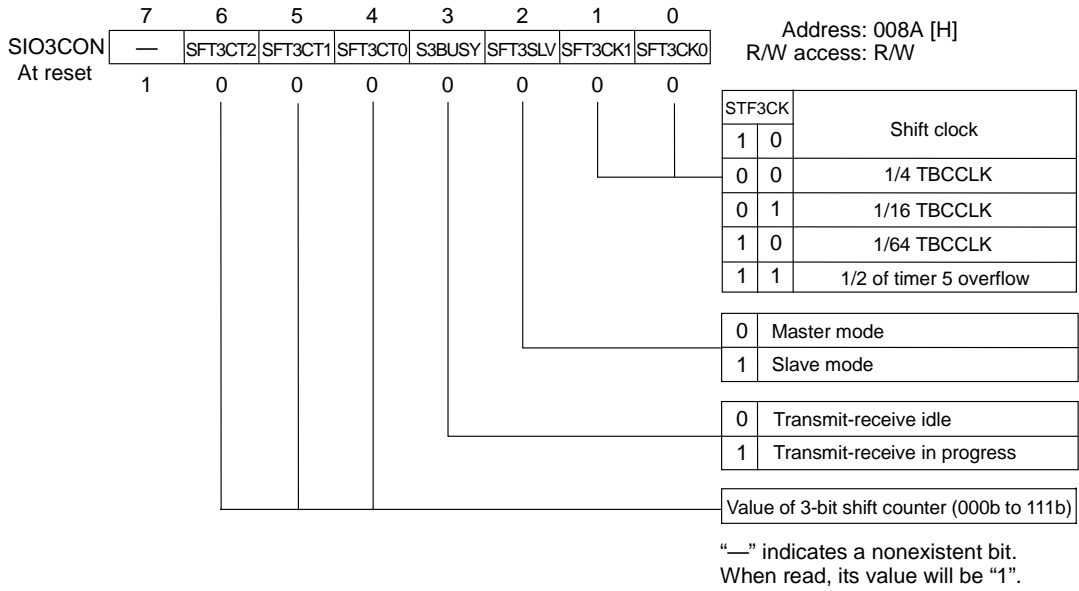 7 6 5 4 3 2 1 0
Address: 008A [H]
SIO3CON — SFT3CT2 SFT3CT1 SFT3CT0 S3BUSY SFT3SLV SFT3CK1 SFT3CK0
R/W access: R/W
At reset 1 0 0 0 0 0 0 0
STF3CK
Shift clock
1 0
0 0 1/4 TBCCLK
0 1 1/16 TBCCLK
1 0 1/64 TBCCLK
1 1 1/2 of timer 5 overflow
0 Master mode
1 Slave mode
0 Transmit-receive idle
1 Transmit-receive in progress
Value of 3-bit shift counter (000b to 111b)
“—” indicates a nonexistent bit.
When read, its value will be “1”.